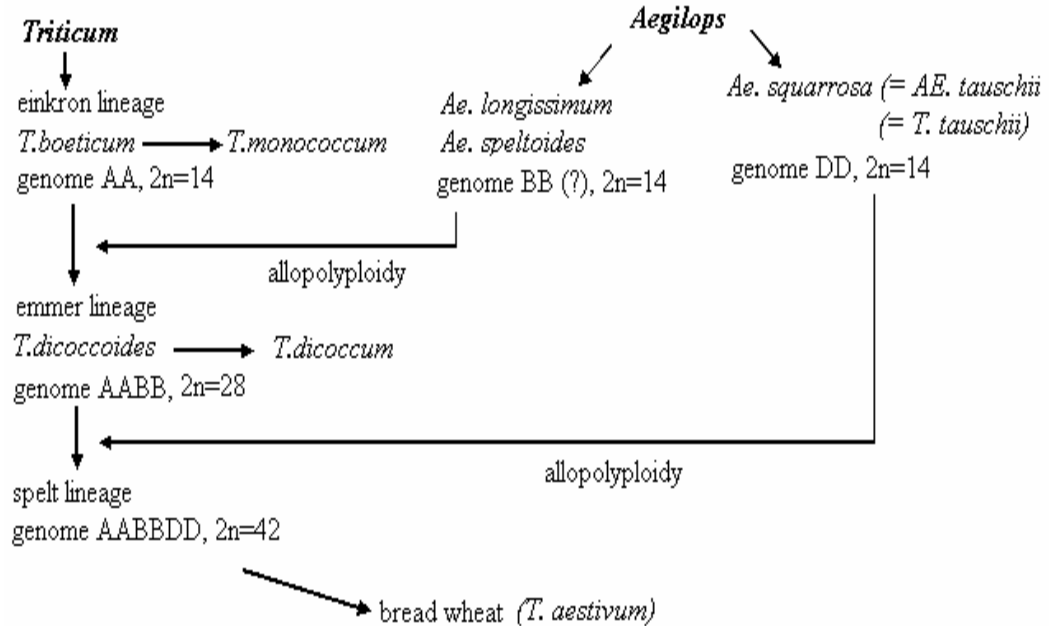 Triticum
einkron lineage
T.boeticum
T.monococcum
genome AA, 2n=14
Aegilops
Ae. longissimum
Ae. speltoides
genome BB (?), 2n=14
Ae. squarrosa (= AE. tauschii
(= T. tauschii)
genome DD, 2n=14
allopolyploidy
emmer lineage
T.dicoccoides
T.dicoccum
genome AABB, 2n=28
allopolyploidy
spelt lineage
genome AABBDD, 2n=42
bread wheat (T. aestivum)